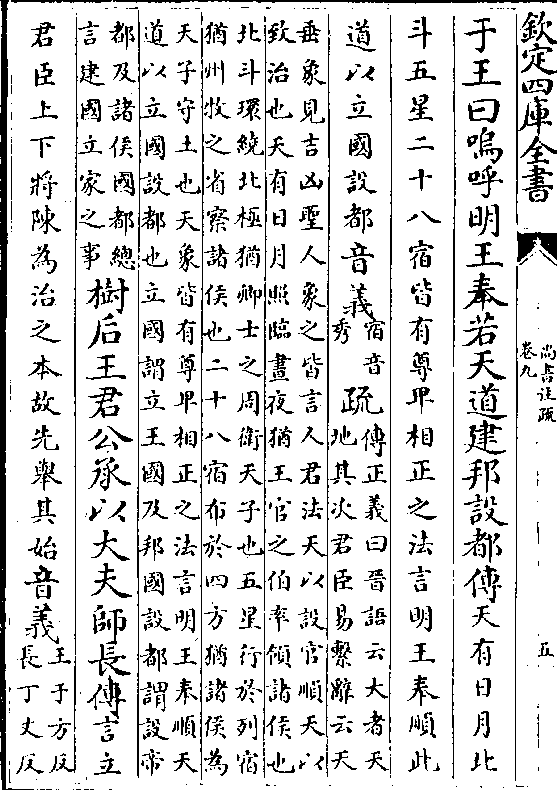 欽定四庫全書
尚書注疏
卷九
五
于王曰嗚呼明王奉若天道建邦設都傳天有日月北
斗五星二十八宿皆有尊卑相正之法言明王奉順此
道以立國設都音義宿音
秀疏傳正義曰晉語云大者天
地其次君臣易繫辭云天
垂象見吉凶聖人象之皆言人君法天以設官順天以
致治也天有日月照臨晝夜猶王官之伯率領諸侯也
北斗環繞北極猶卿士之周衛天子也五星行於列宿
猶州牧之省察諸侯也二十八宿布於四方猶諸侯為
天子守土也天象皆有尊卑相正之法言明王奉順天
道以立國設都也立國謂立王國及邦國設都謂設帝
都及諸侯國都總
言建國立家之事樹后王君公承以大夫師長傳言立
君臣上下將陳為治之本故先舉其始音義王于方反
長丁丈反